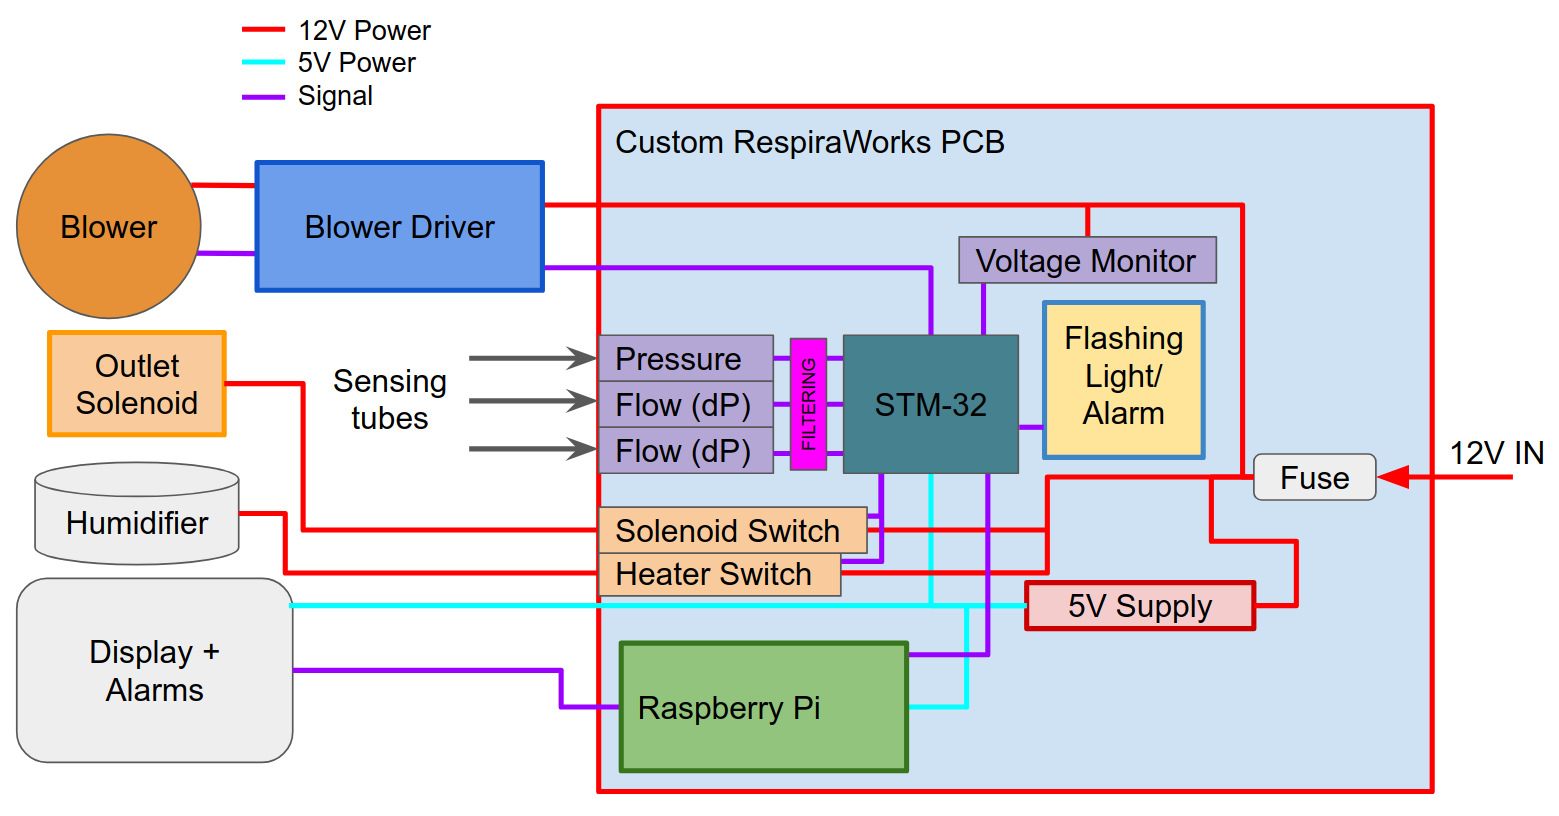 12V Power
5V Power
Signal
Custom RespiraWorks PCB
Blower
Blower Driver
Voltage Monitor
Outlet
Solenoid
Sensing
tubes
Pressure
Flow (dP)
Flow (dP)
FILTERING
STM-32
Flashing
Light/
Alarm
12V IN
Fuse
Humidifier
Solenoid Switch
Heater Switch
5V Supply
Display +
Alarms
Raspberry Pi